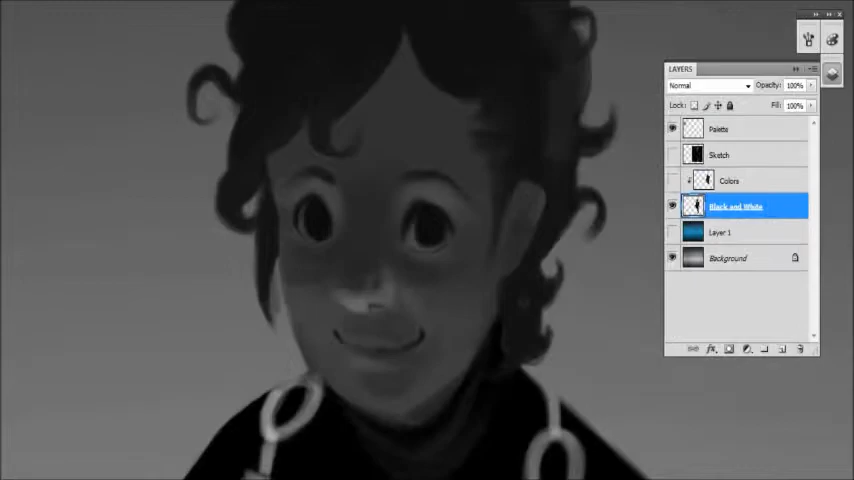 LAYERS
Normal
Opacity: 100%
Lock:
Fill: 100%
Palette
Sketch
Colors
Black and White
Layer 1
Background